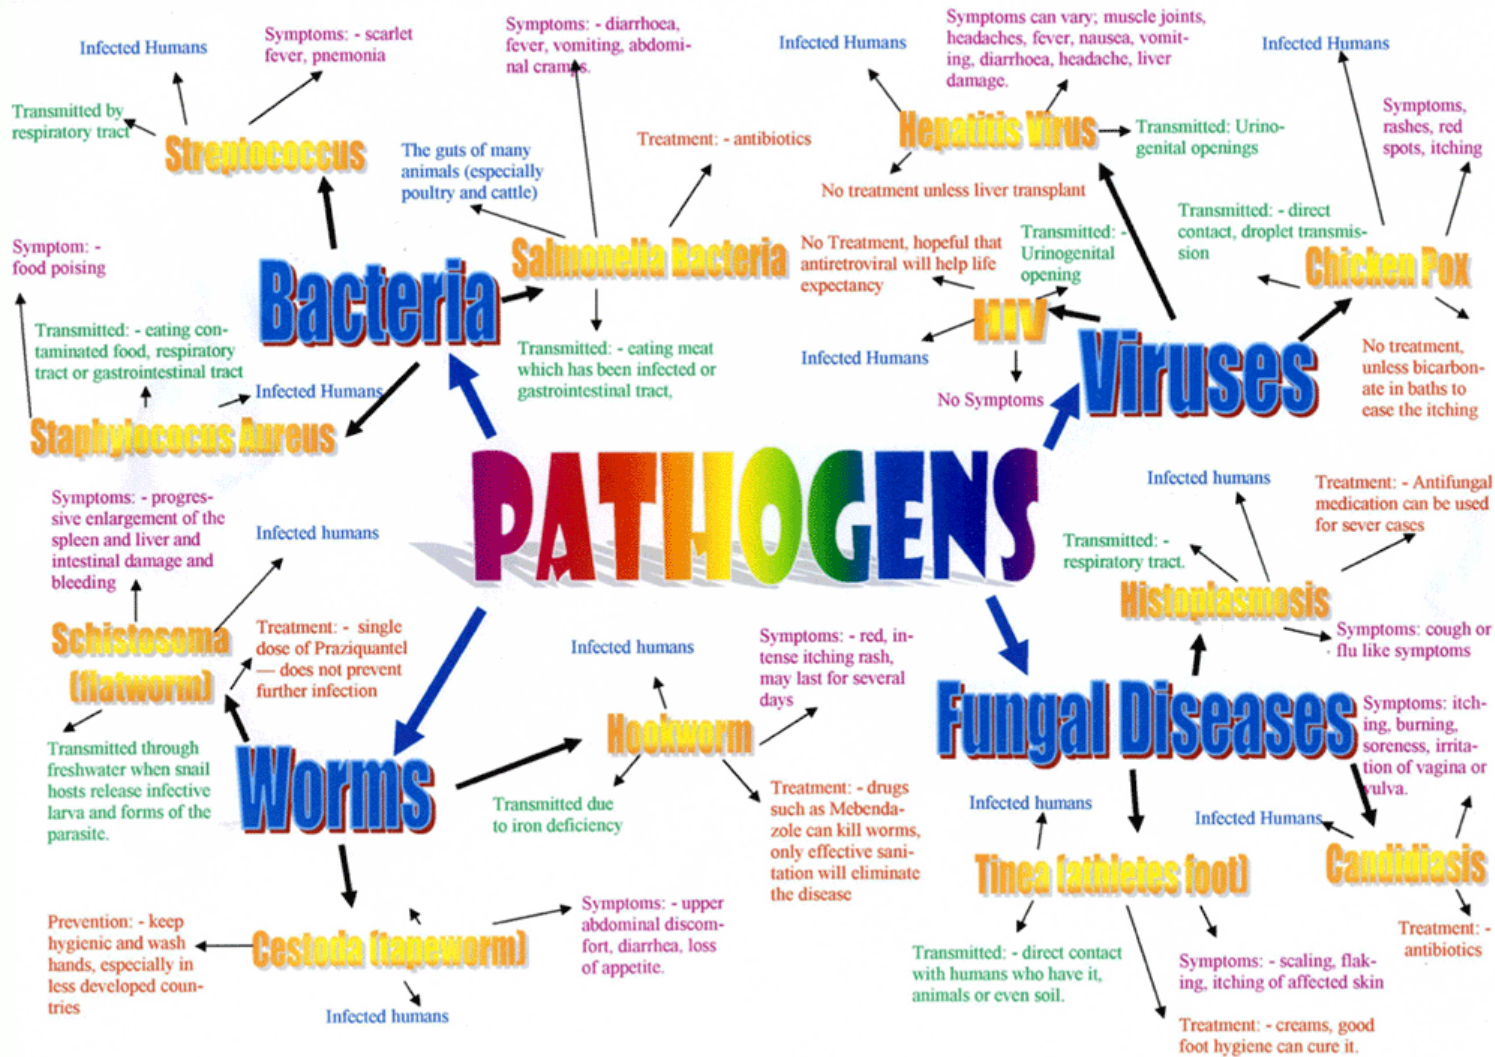 Infected Humans
Symptoms: - scarlet
fever, pnemonia
Transmitted by
respiratory tract
Streptococcus
Symptoms: - diarrhoea,
fever, vomiting, abdomi-
nal cramps.
The guts of many
animals (especially
poultry and cattle)
Treatment: - antibiotics
Salmonella Bacteria
Transmitted: - eating meat
which has been infected or
gastrointestinal tract,
Bacteria
Symptom: -
food poising
Transmitted: - eating con-
taminated food, respiratory
tract or gastrointestinal tract
Infected Humans
Staphylococus Aureus
Infected Humans
Symptoms can vary; muscle joints,
headaches, fever, nausea, vomit-
ing, diarrhoea, headache, liver
damage.
Hepatitis Virus
Transmitted: Urino-
genital openings
No treatment unless liver transplant
Infected Humans
Symptoms,
rashes, red
spots, itching
Transmitted: - direct
contact, droplet transmis-
sion
Chicken Pox
No treatment,
unless bicarbon-
ate in baths to
ease the itching
No Treatment, hopeful that
antiretroviral will help life
expectancy
Transmitted: -
Urinogenital
opening
HIV
Infected Humans
No Symptoms
Viruses
PATHOGENS
Symptoms: - progres-
sive enlargement of the
spleen and liver and
intestinal damage and
bleeding
Infected humans
Schistosoma
(flatworm)
Treatment: - single
dose of Praziquantel
— does not prevent
further infection
Transmitted through
freshwater when snail
hosts release infective
larva and forms of the
parasite.
Worms
Infected humans
Symptoms: - red, in-
tense itching rash,
may last for several
days
Hookworm
Transmitted due
to iron deficiency
Treatment: - drugs
such as Mebenda-
zole can kill worms,
only effective sani-
tation will eliminate
the disease
Prevention: - keep
hygienic and wash
hands, especially in
less developed coun-
tries
Cestoda (tapeworm)
Symptoms: - upper
abdominal discom-
fort, diarrhea, loss
of appetite.
Infected humans
Infected humans
Treatment: - Antifungal
medication can be used
for sever cases
Transmitted: -
respiratory tract.
Histoplasmosis
Symptoms: cough or
flu like symptoms
Fungal Diseases
Symptoms: itch-
ing, burning,
soreness, irrita-
tion of vagina or
vulva.
Infected humans
Infected Humans
Tinea (athletes foot)
Candidiasis
Treatment: -
antibiotics
Transmitted: - direct contact
with humans who have it,
animals or even soil.
Symptoms: - scaling, flak-
ing, itching of affected skin
Treatment: - creams, good
foot hygiene can cure it.